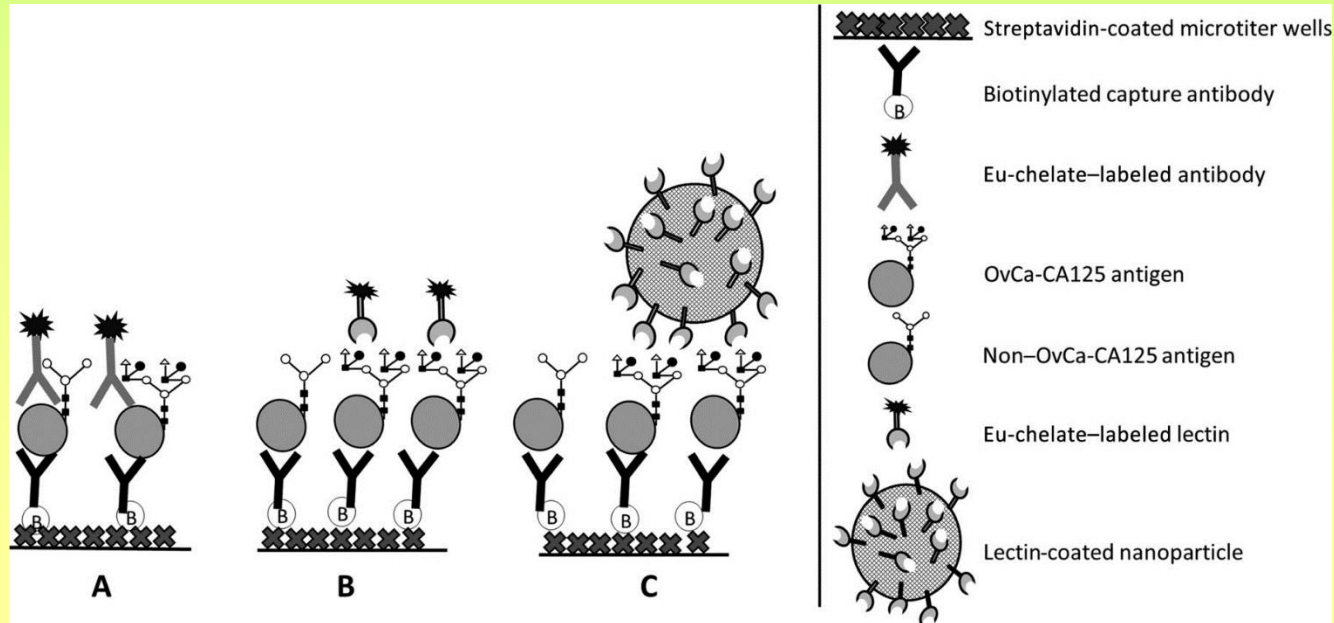 B
B
A
B
B
B
B
B
B
B
C
Streptavidin-coated microtiter wells
B
Biotinylated capture antibody
Eu-chelate–labeled antibody
OvCa-CA125 antigen
Non–OvCa-CA125 antigen
Eu-chelate–labeled lectin
Lectin-coated nanoparticle